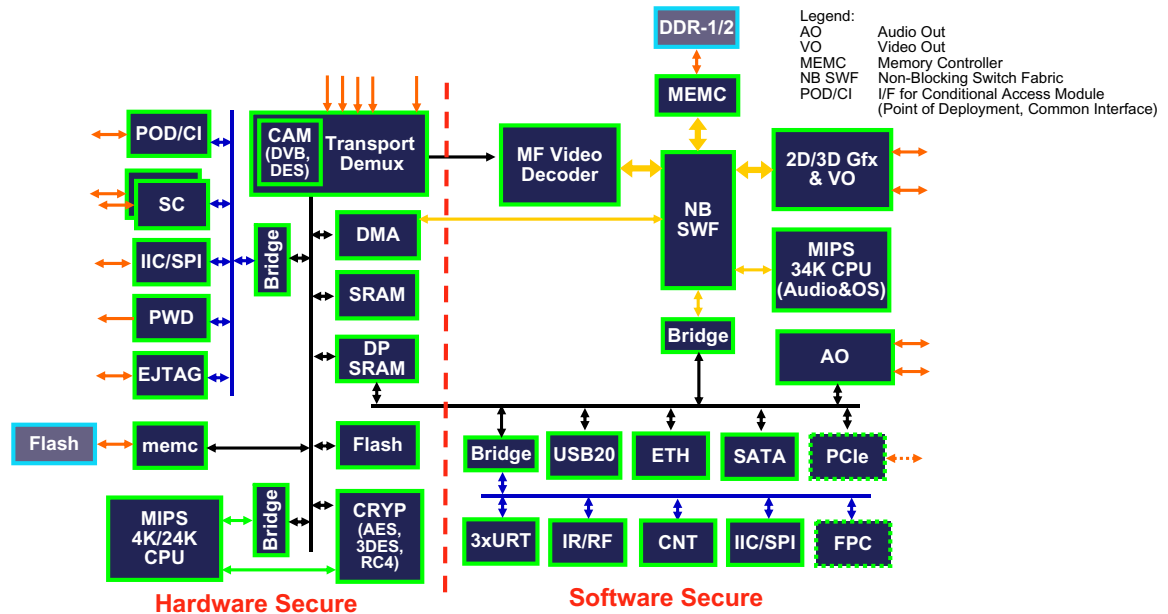 Legend:
AO Audio Out
VO Video Out
MEMC Memory Controller
NB SWF Non-Blocking Switch Fabric
POD/CI I/F for Conditional Access Module
(Point of Deployment, Common Interface)
DDR-1/2
MEMC
POD/CI
CAM
(DVB,
DES)
Transport
Demux
MF Video
Decoder
2D/3D Gfx
& VO
SC
NB
SWF
DMA
IIC/SPI
Bridge
MIPS
34K CPU
(Audio&OS)
SRAM
PWD
Bridge
DP
SRAM
AO
EJTAG
Flash
memc
Flash
Bridge
USB20
ETH
SATA
PCIe
MIPS
4K/24K
CPU
Bridge
CRYP
(AES,
3DES,
RC4)
3xURT
IR/RF
CNT
IIC/SPI
FPC
Hardware Secure
Software Secure